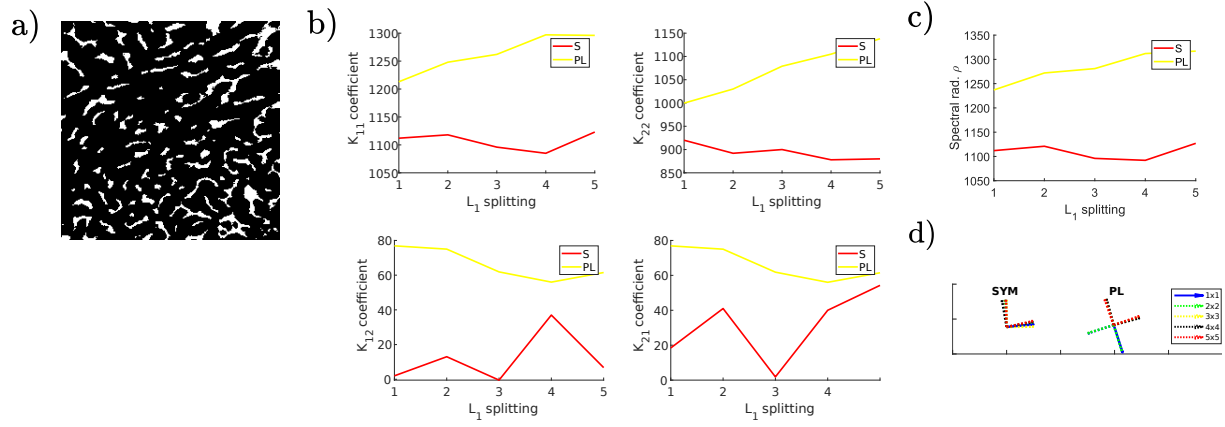 a)
b)
1300
1250
1200
1150
1100
1050
K11 coefficient
S
PL
1 2 3 4 5
L1 splitting
1150
1100
1050
1000
950
900
850
K22 coefficient
S
PL
1 2 3 4 5
L1 splitting
80
60
40
20
0
K12 coefficient
S
PL
1 2 3 4 5
L1 splitting
80
60
40
20
0
K21 coefficient
S
PL
1 2 3 4
L1 splitting
c)
1350
1300
1250
1200
1150
1100
1050
Spectral rad. ρ
S
PL
1 2 3 4 5
L1 splitting
d)
SYM
PL
1x1
2x2
3x3
4x4
5x5